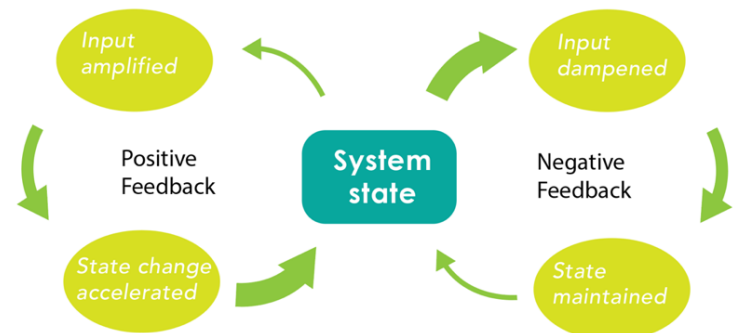 Input
amplified
Input
dampened
Positive
Feedback
System
state
Negative
Feedback
State change
accelerated
State
maintained